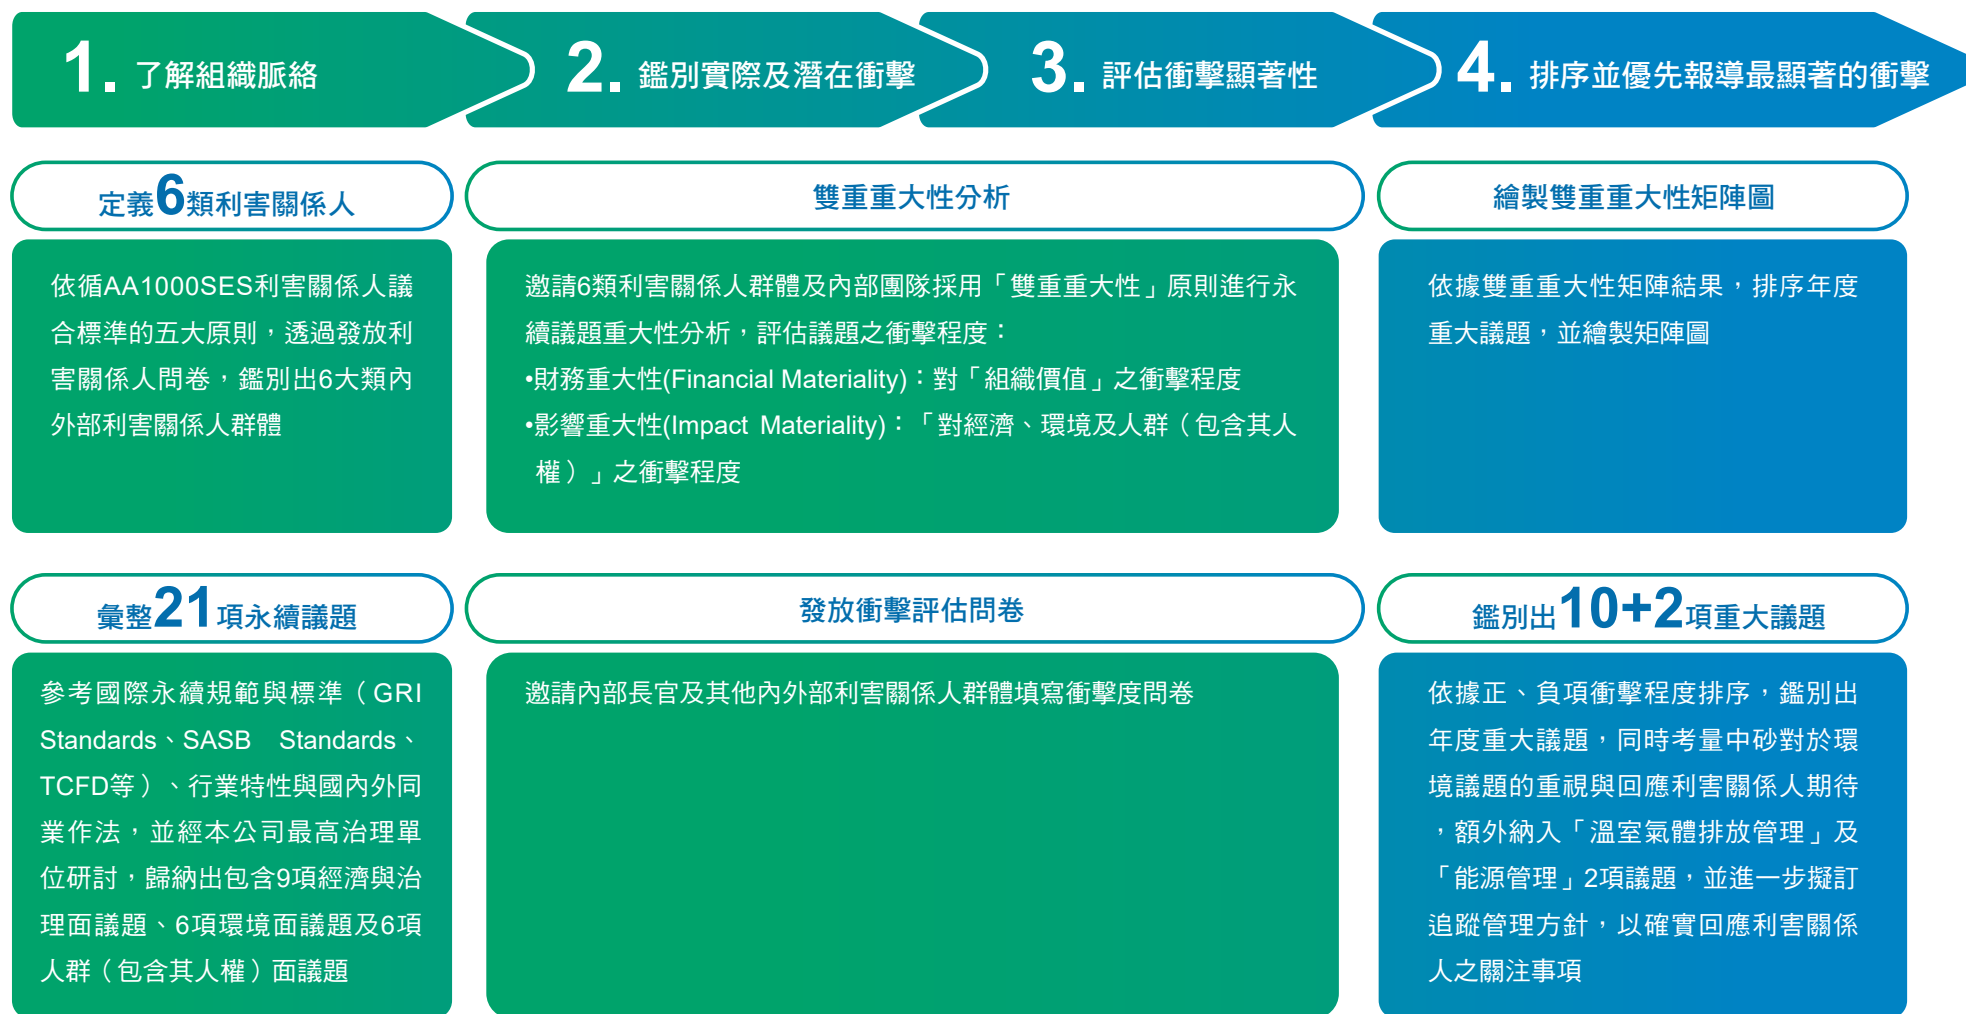 1. 了解組織脈絡
2. 鑑別實際及潛在衝擊
3. 評估衝擊顯著性
4. 排序並優先報導最顯著的衝擊
定義6類利害關係人
依循AA1000SES利害關係人議
合標準的五大原則，透過發放利
害關係人問卷，鑑別出6大類內
外部利害關係人群體
雙重重大性分析
邀請6類利害關係人群體及內部團隊採用「雙重重大性」原則進行永
續議題重大性分析，評估議題之衝擊程度：
•財務重大性(Financial Materiality)：對「組織價值」之衝擊程度
•影響重大性(Impact Materiality)：「對經濟、環境及人群（包含其人
權）」之衝擊程度
繪製雙重重大性矩陣圖
依據雙重重大性矩陣結果，排序年度
重大議題，並繪製矩陣圖
彙整21項永續議題
參考國際永續規範與標準（GRI
Standards、SASB Standards、
TCFD等）、行業特性與國內外同
業作法，並經本公司最高治理單
位研討，歸納出包含9項經濟與治
理面議題、6項環境面議題及6項
人群（包含其人權）面議題
發放衝擊評估問卷
邀請內部長官及其他內外部利害關係人群體填寫衝擊度問卷
鑑別出10+2項重大議題
依據正、負項衝擊程度排序，鑑別出
年度重大議題，同時考量中砂對於環
境議題的重視與回應利害關係人期待
，額外納入「溫室氣體排放管理」及
「能源管理」2項議題，並進一步擬訂
追蹤管理方針，以確實回應利害關係
人之關注事項